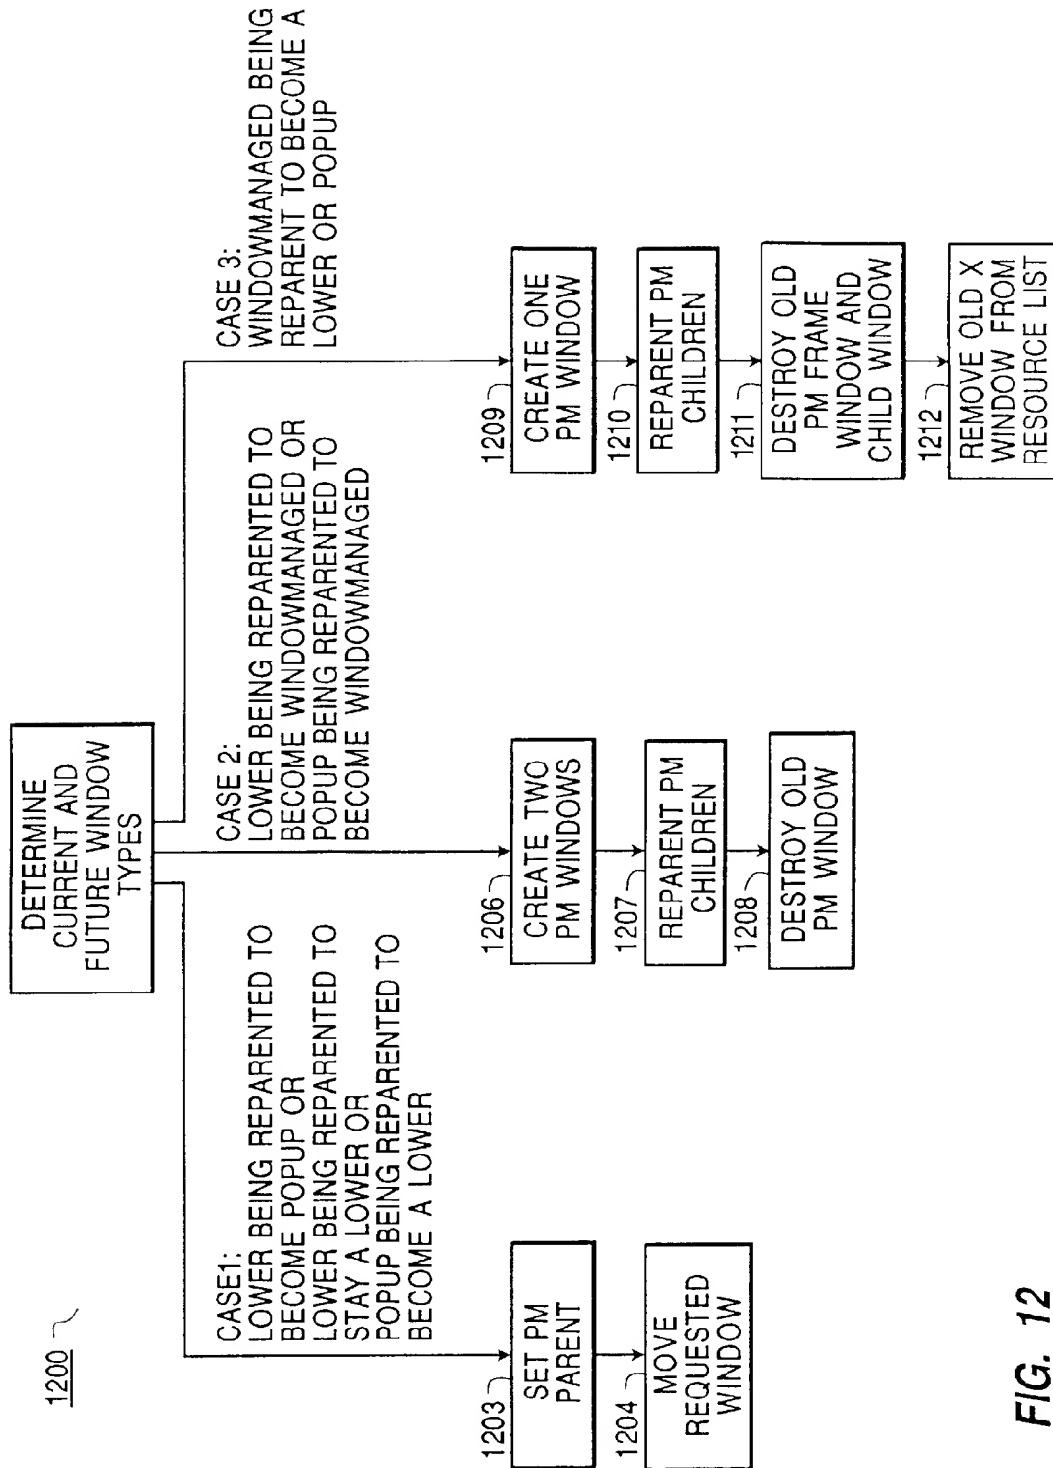 1200
DETERMINE
CURRENT AND
FUTURE WINDOW
TYPES
CASE1:
LOWER BEING REPARENTED TO
BECOME POPUP OR
LOWER BEING REPARENTED TO
STAY A LOWER OR
POPUP BEING REPARENTED TO
BECOME A LOWER
1203
SET PM
PARENT
1204
MOVE
REQUESTED
WINDOW
CASE 2:
LOWER BEING REPARENTED TO
BECOME WINDOWMANAGED OR
POPUP BEING REPARENTED TO
BECOME WINDOWMANAGED
1206
CREATE TWO
PM WINDOWS
1207
REPARENT PM
CHILDREN
1208
DESTROY OLD
PM WINDOW
CASE 3:
WINDOWMANAGED BEING
REPARENT TO BECOME A
LOWER OR POPUP
1209
CREATE ONE
PM WINDOW
1210
REPARENT PM
CHILDREN
1211
DESTROY OLD
PM FRAME
WINDOW AND
CHILD WINDOW
1212
REMOVE OLD X
WINDOW FROM
RESOURCE LIST
FIG. 12